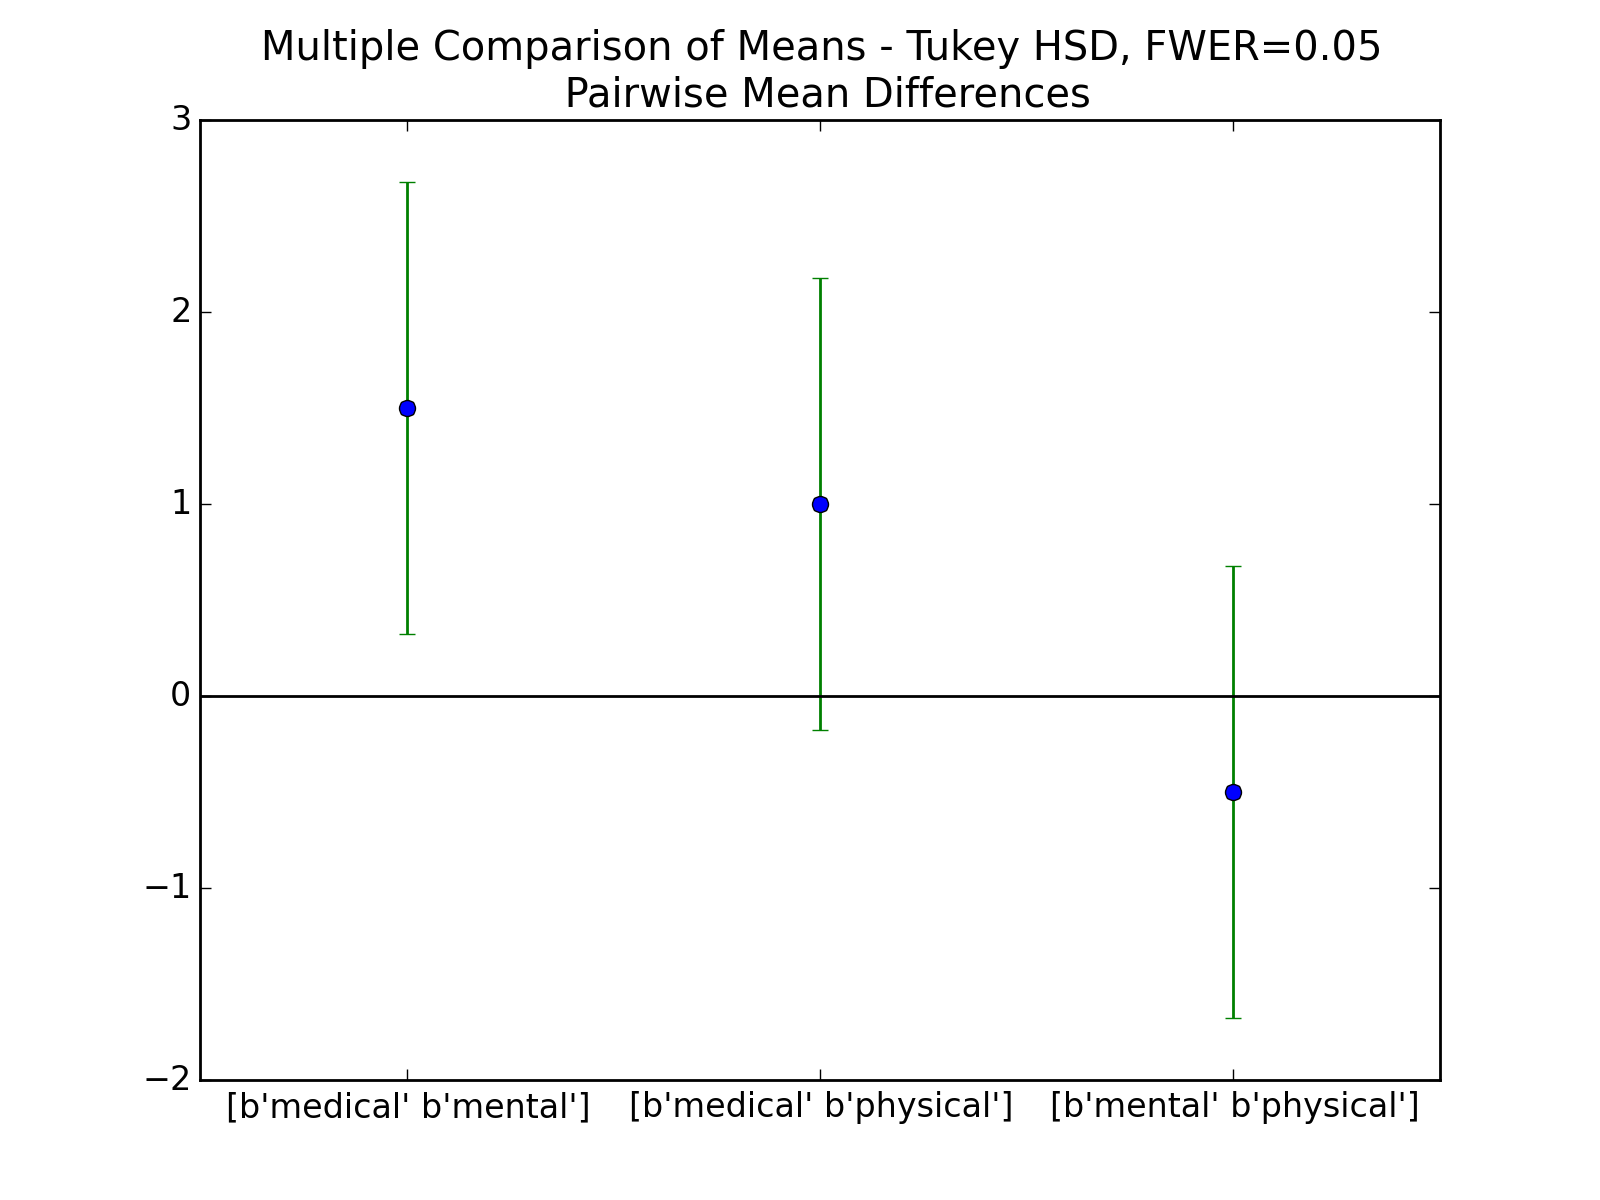 Multiple Comparison of Means - Tukey HSD, FWER=0.05
Pairwise Mean Differences
3
2
1
0
−1
−2
[b'medical' b'mental'] [b'medical' b'physical'] [b'mental' b'physical']